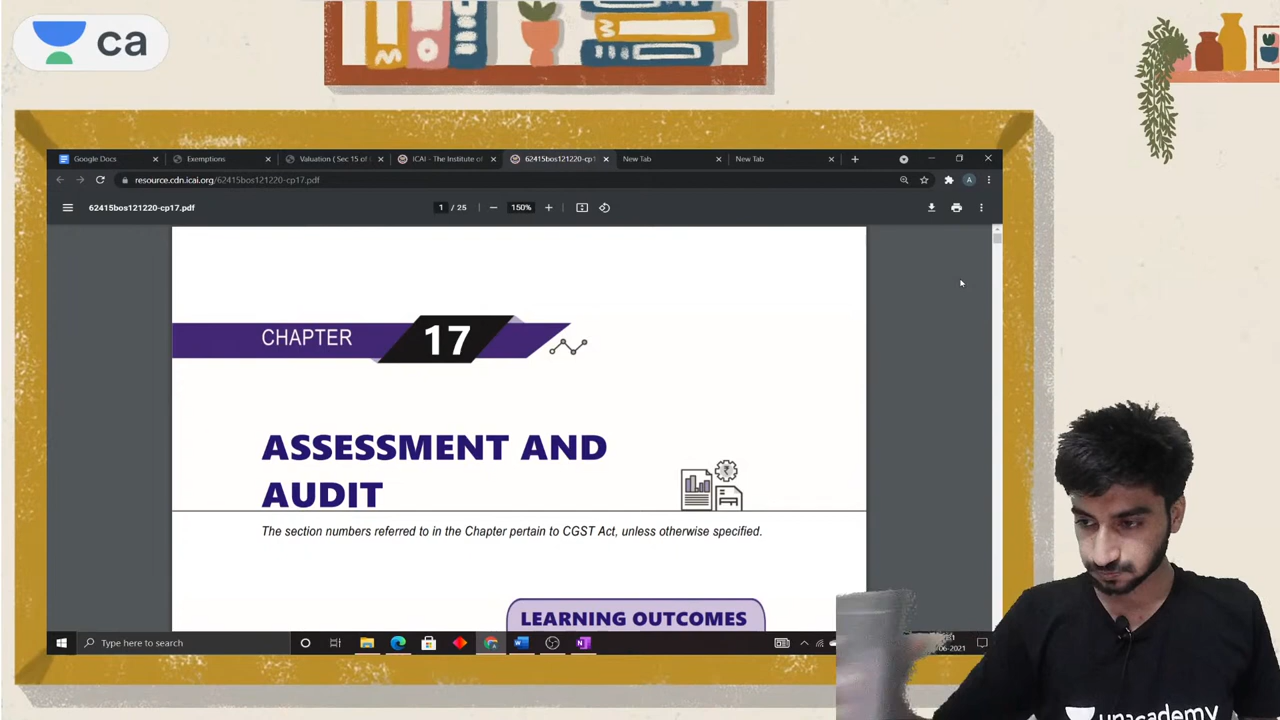 ca
Google Docs
Exemptions
Valuation ( Sec 15 of
ICAI - The Institute of
62415bos121220-cp1
New Tab
New Tab
resource.cdn.icai.org/62415bos121220-cp17.pdf
62415bos121220-cp17.pdf
1 / 25
150%
CHAPTER 17
ASSESSMENT AND
AUDIT
The section numbers referred to in the Chapter pertain to CGST Act, unless otherwise specified.
LEARNING OUTCOMES
Type here to search
-06-2021
unacademy